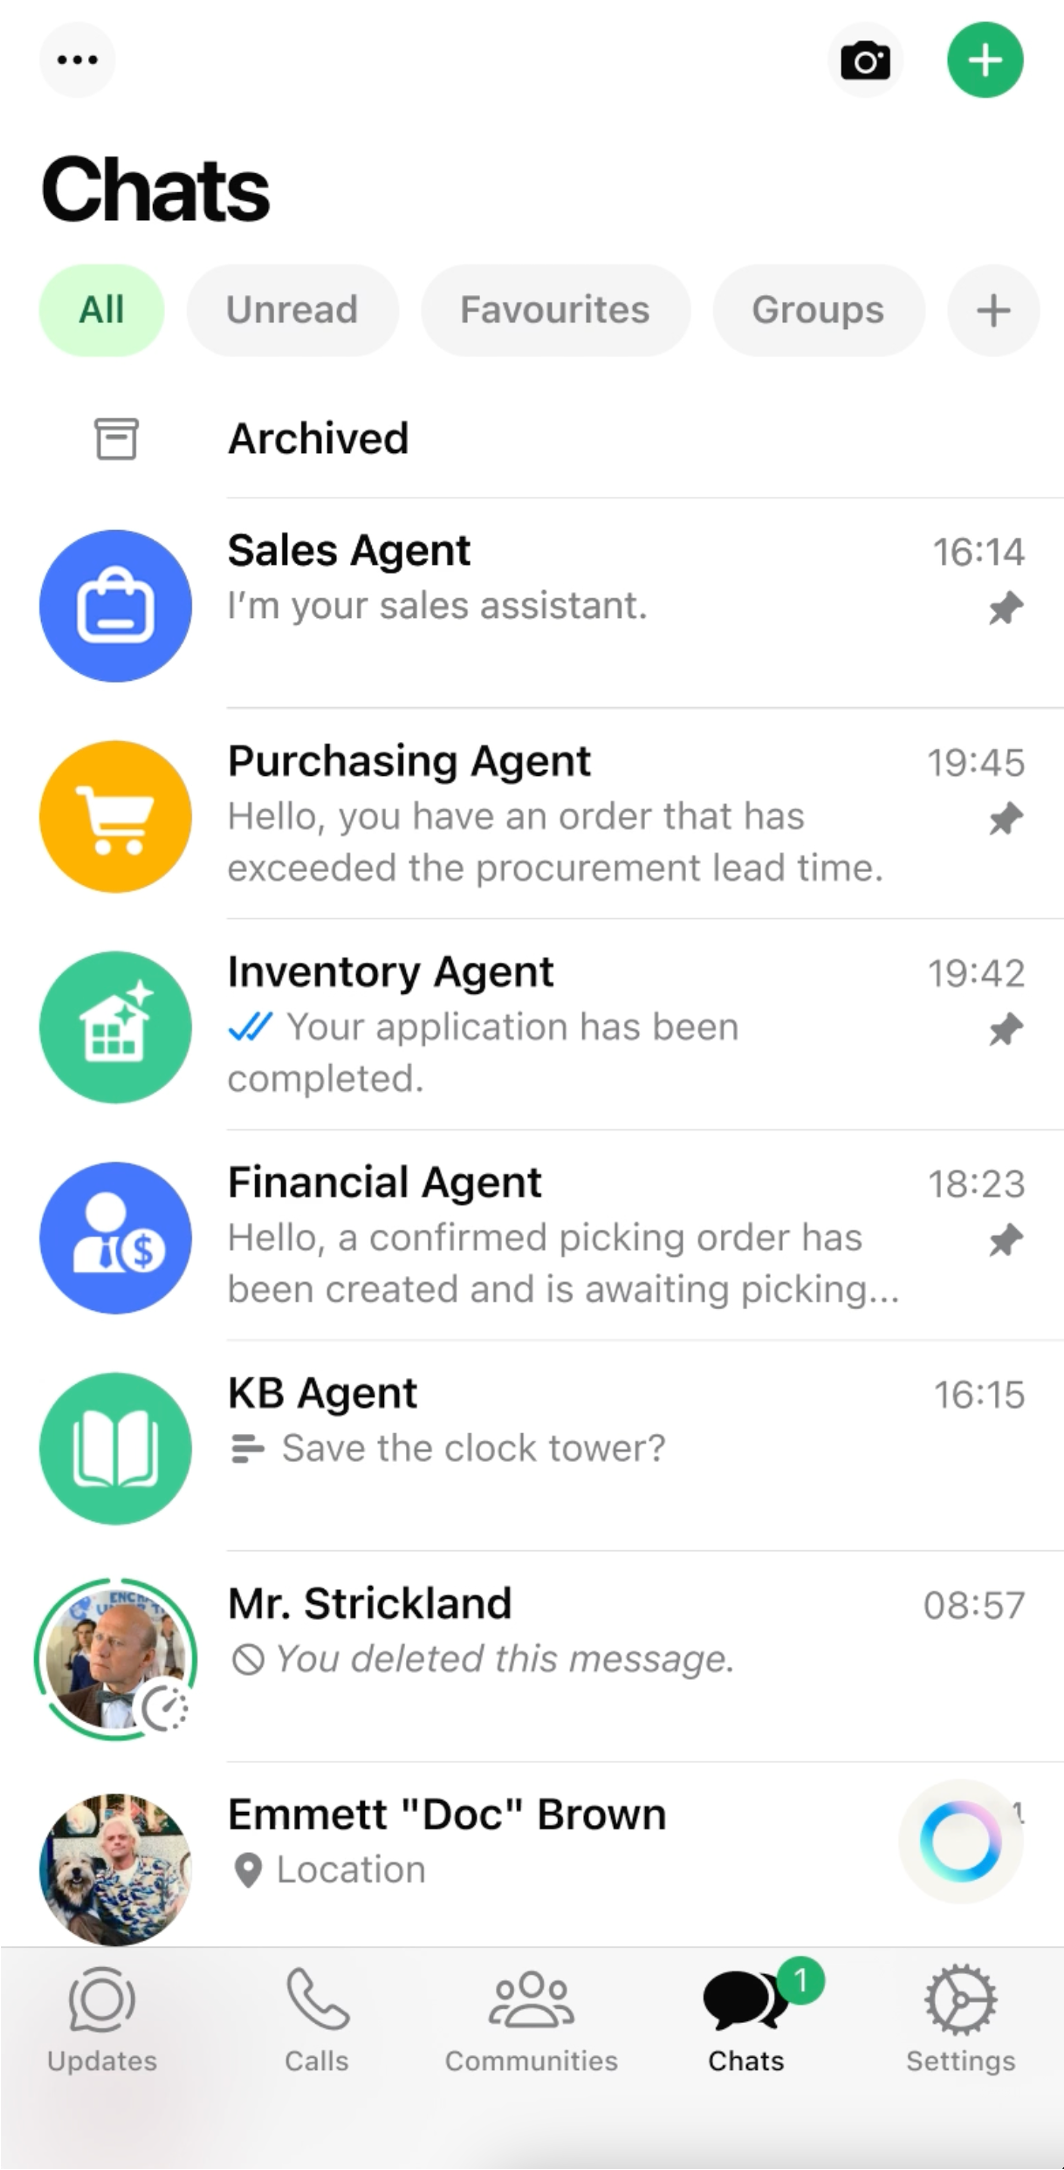 Chats
All
Unread
Favourites
Groups
Archived
Sales Agent
16:14
I'm your sales assistant.
Purchasing Agent
19:45
Hello, you have an order that has
exceeded the procurement lead time.
Inventory Agent
19:42
Your application has been
completed.
Financial Agent
18:23
Hello, a confirmed picking order has
been created and is awaiting picking...
KB Agent
16:15
Save the clock tower?
Mr. Strickland
08:57
You deleted this message.
Emmett "Doc" Brown
Location
1
Updates
Calls
Communities
Chats
Settings